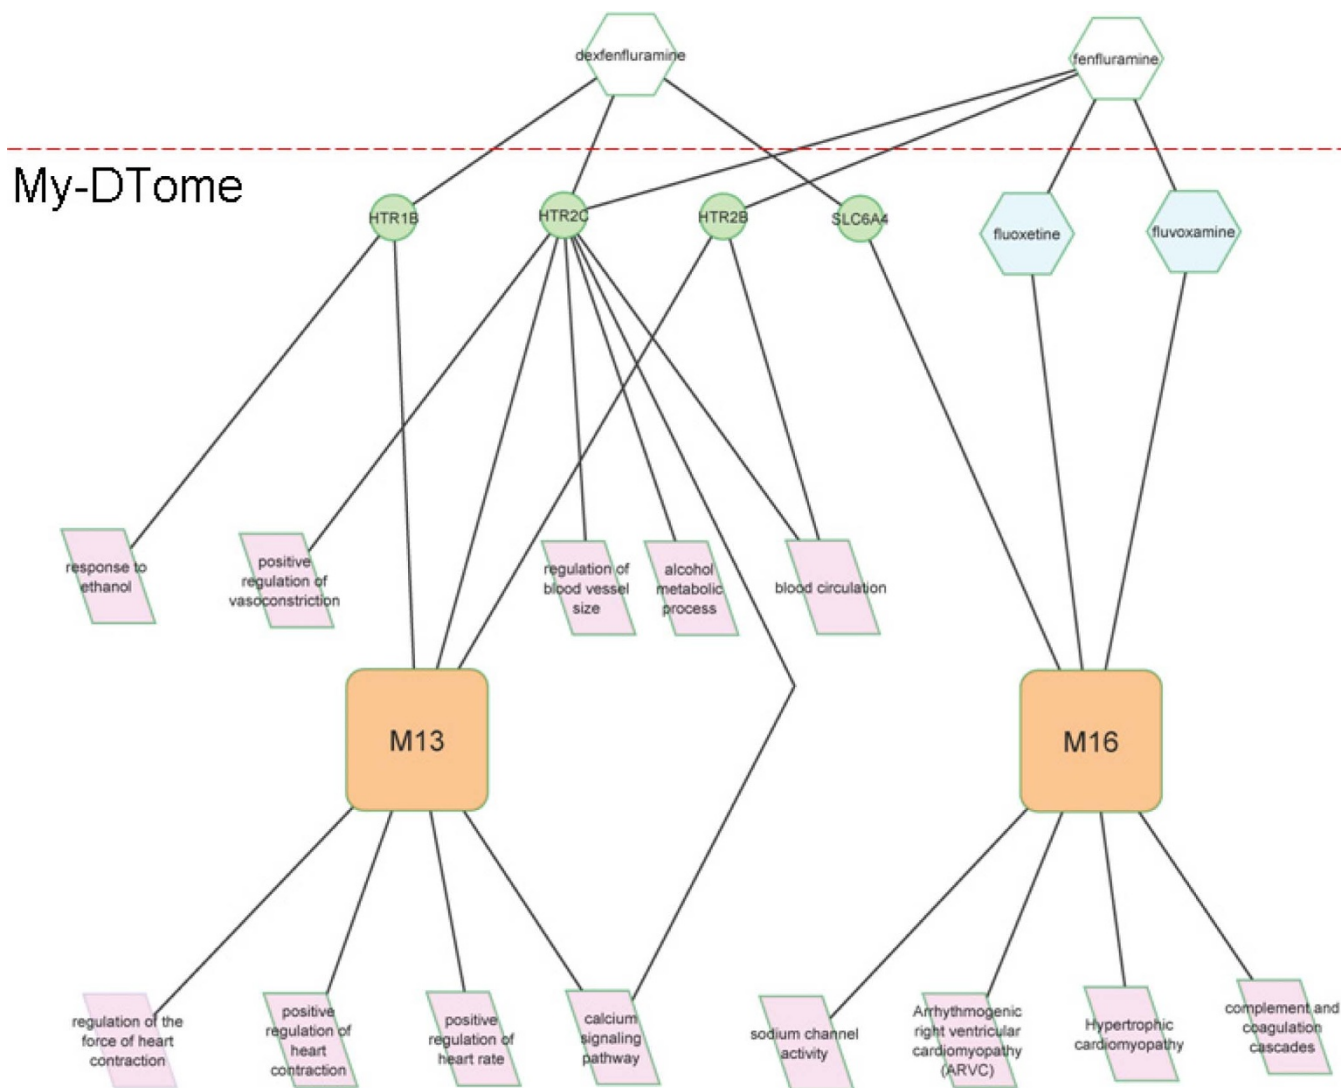 dexfenfluramine
fenfluramine
My-DTome
HTR1B
HTR2C
HTR2B
SLC6A4
fluoxetine
fluvoxamine
response to
ethanol
positive
regulation of
vasoconstriction
regulation of
blood vessel
size
alcohol
metabolic
process
blood circulation
M13
M16
regulation of the
force of heart
contraction
positive
regulation of
heart
contraction
positive
regulation of
heart rate
calcium
signaling
pathway
sodium channel
activity
Arrhythmogenic
right ventricular
cardiomyopathy
(ARVC)
Hypertrophic
cardiomyopathy
complement and
coagulation
cascades